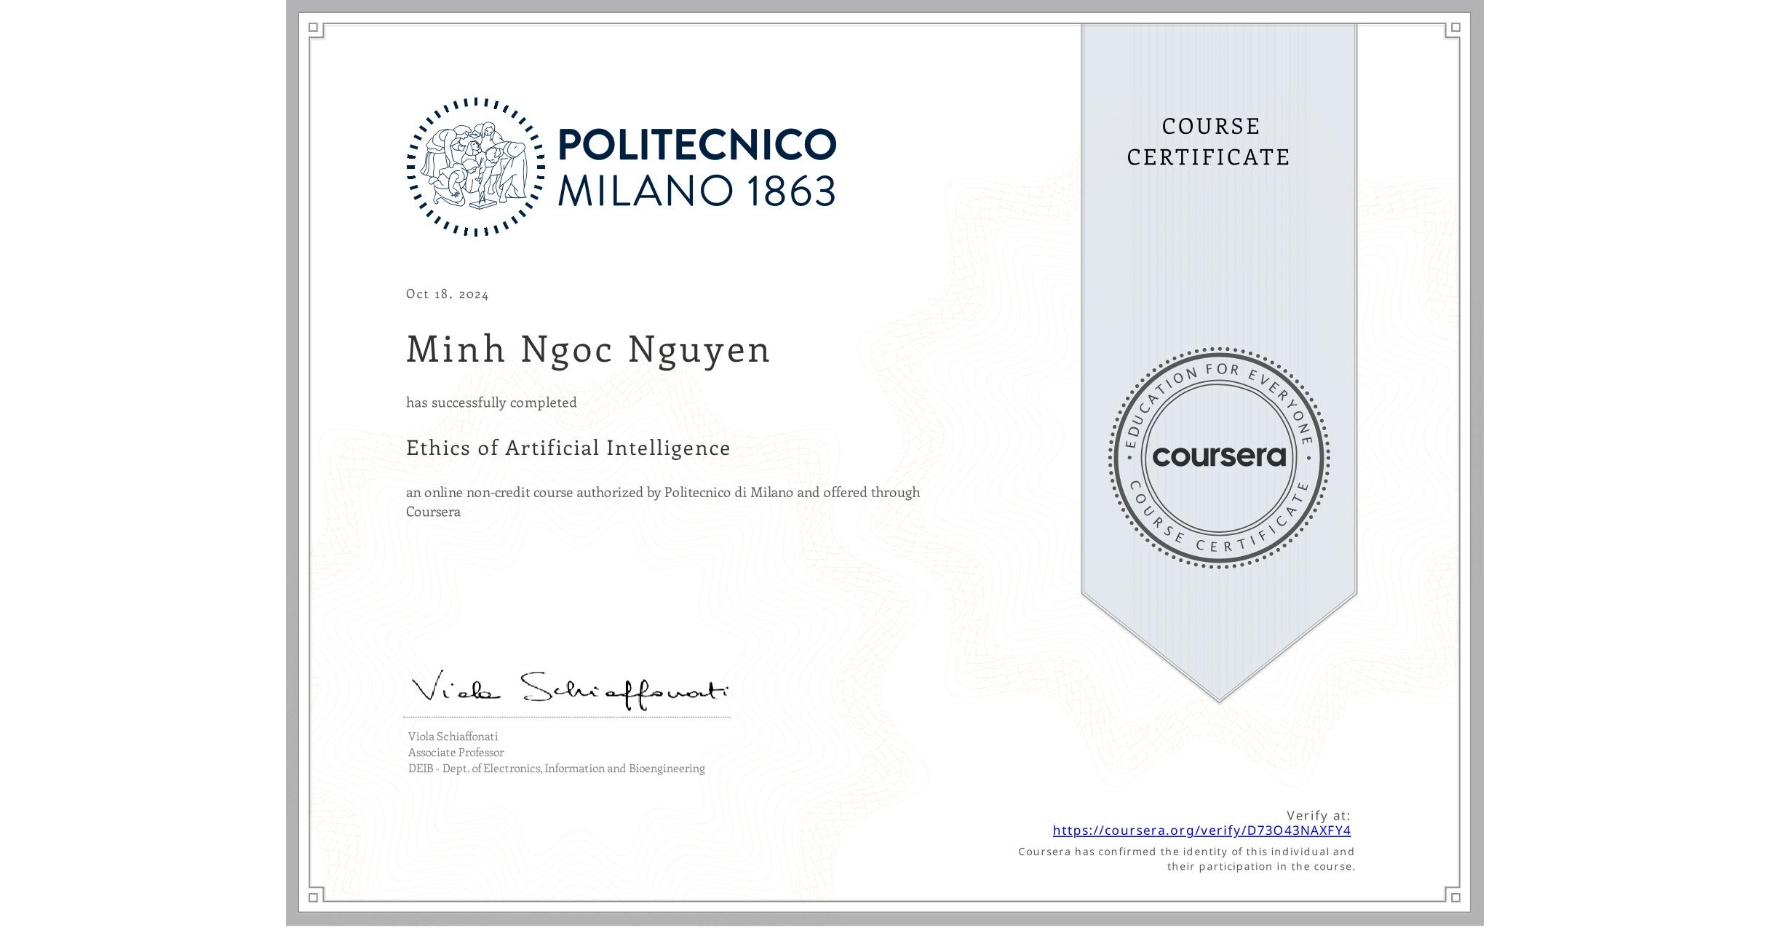 POLITECNICO
MILANO 1863
COURSE
CERTIFICATE
Oct 18, 2024
Minh Ngoc Nguyen
has successfully completed
Ethics of Artificial Intelligence
an online non-credit course authorized by Politecnico di Milano and offered through
Coursera
EDUCATION FOR EVERYONE
coursera
COURSE CERTIFICATE
Viola Schiaffonati
Viola Schiaffonati
Associate Professor
DEIB - Dept. of Electronics, Information and Bioengineering
Verify at:
https://coursera.org/verify/D73O43NAXFY4
Coursera has confirmed the identity of this individual and
their participation in the course.